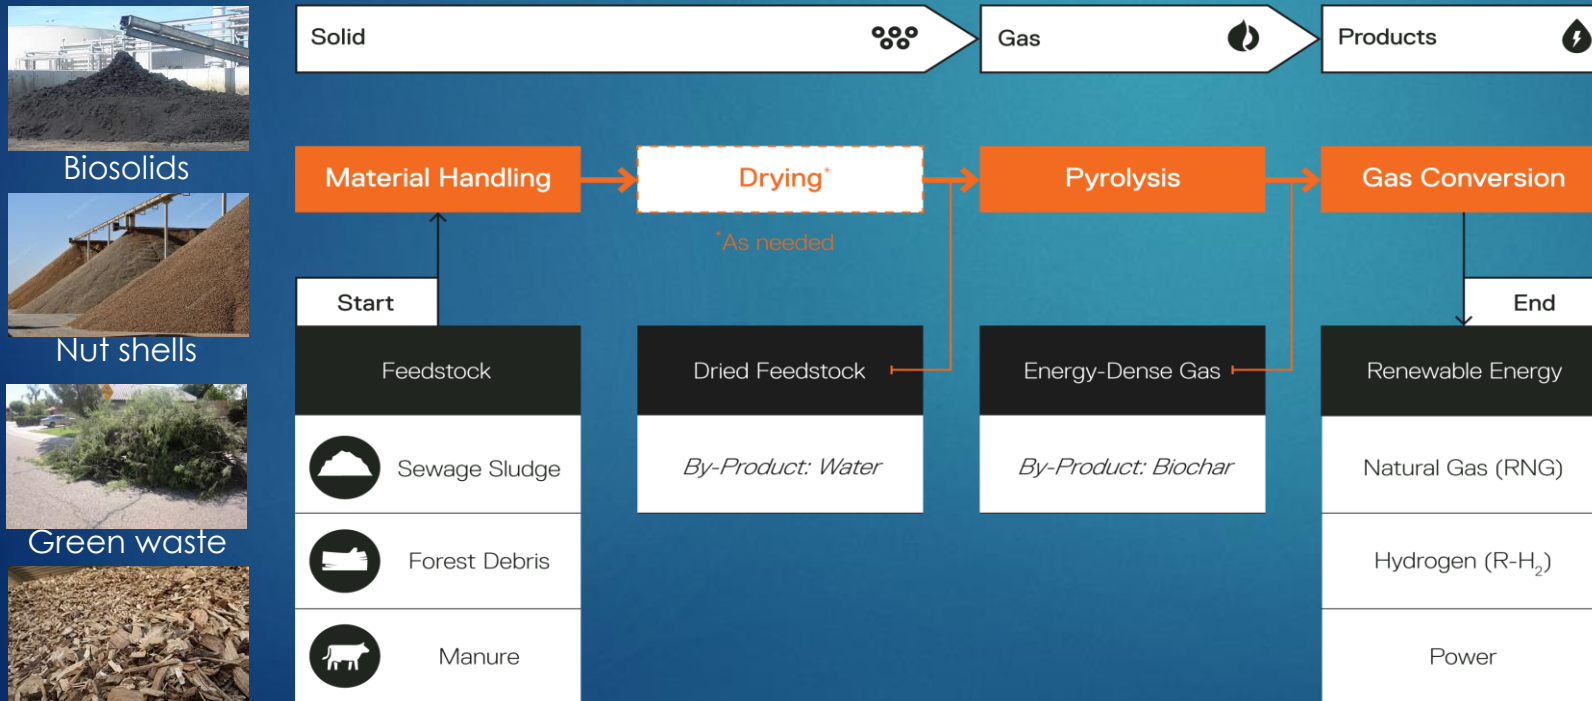 Biosolids
Nut shells
Green waste
Solid
Gas
Products
Material Handling
Drying*
Pyrolysis
Gas Conversion
*As needed
Start
End
Feedstock
Dried Feedstock
Energy-Dense Gas
Renewable Energy
Sewage Sludge
By-Product: Water
By-Product: Biochar
Natural Gas (RNG)
Forest Debris
Hydrogen (R-H₂)
Manure
Power